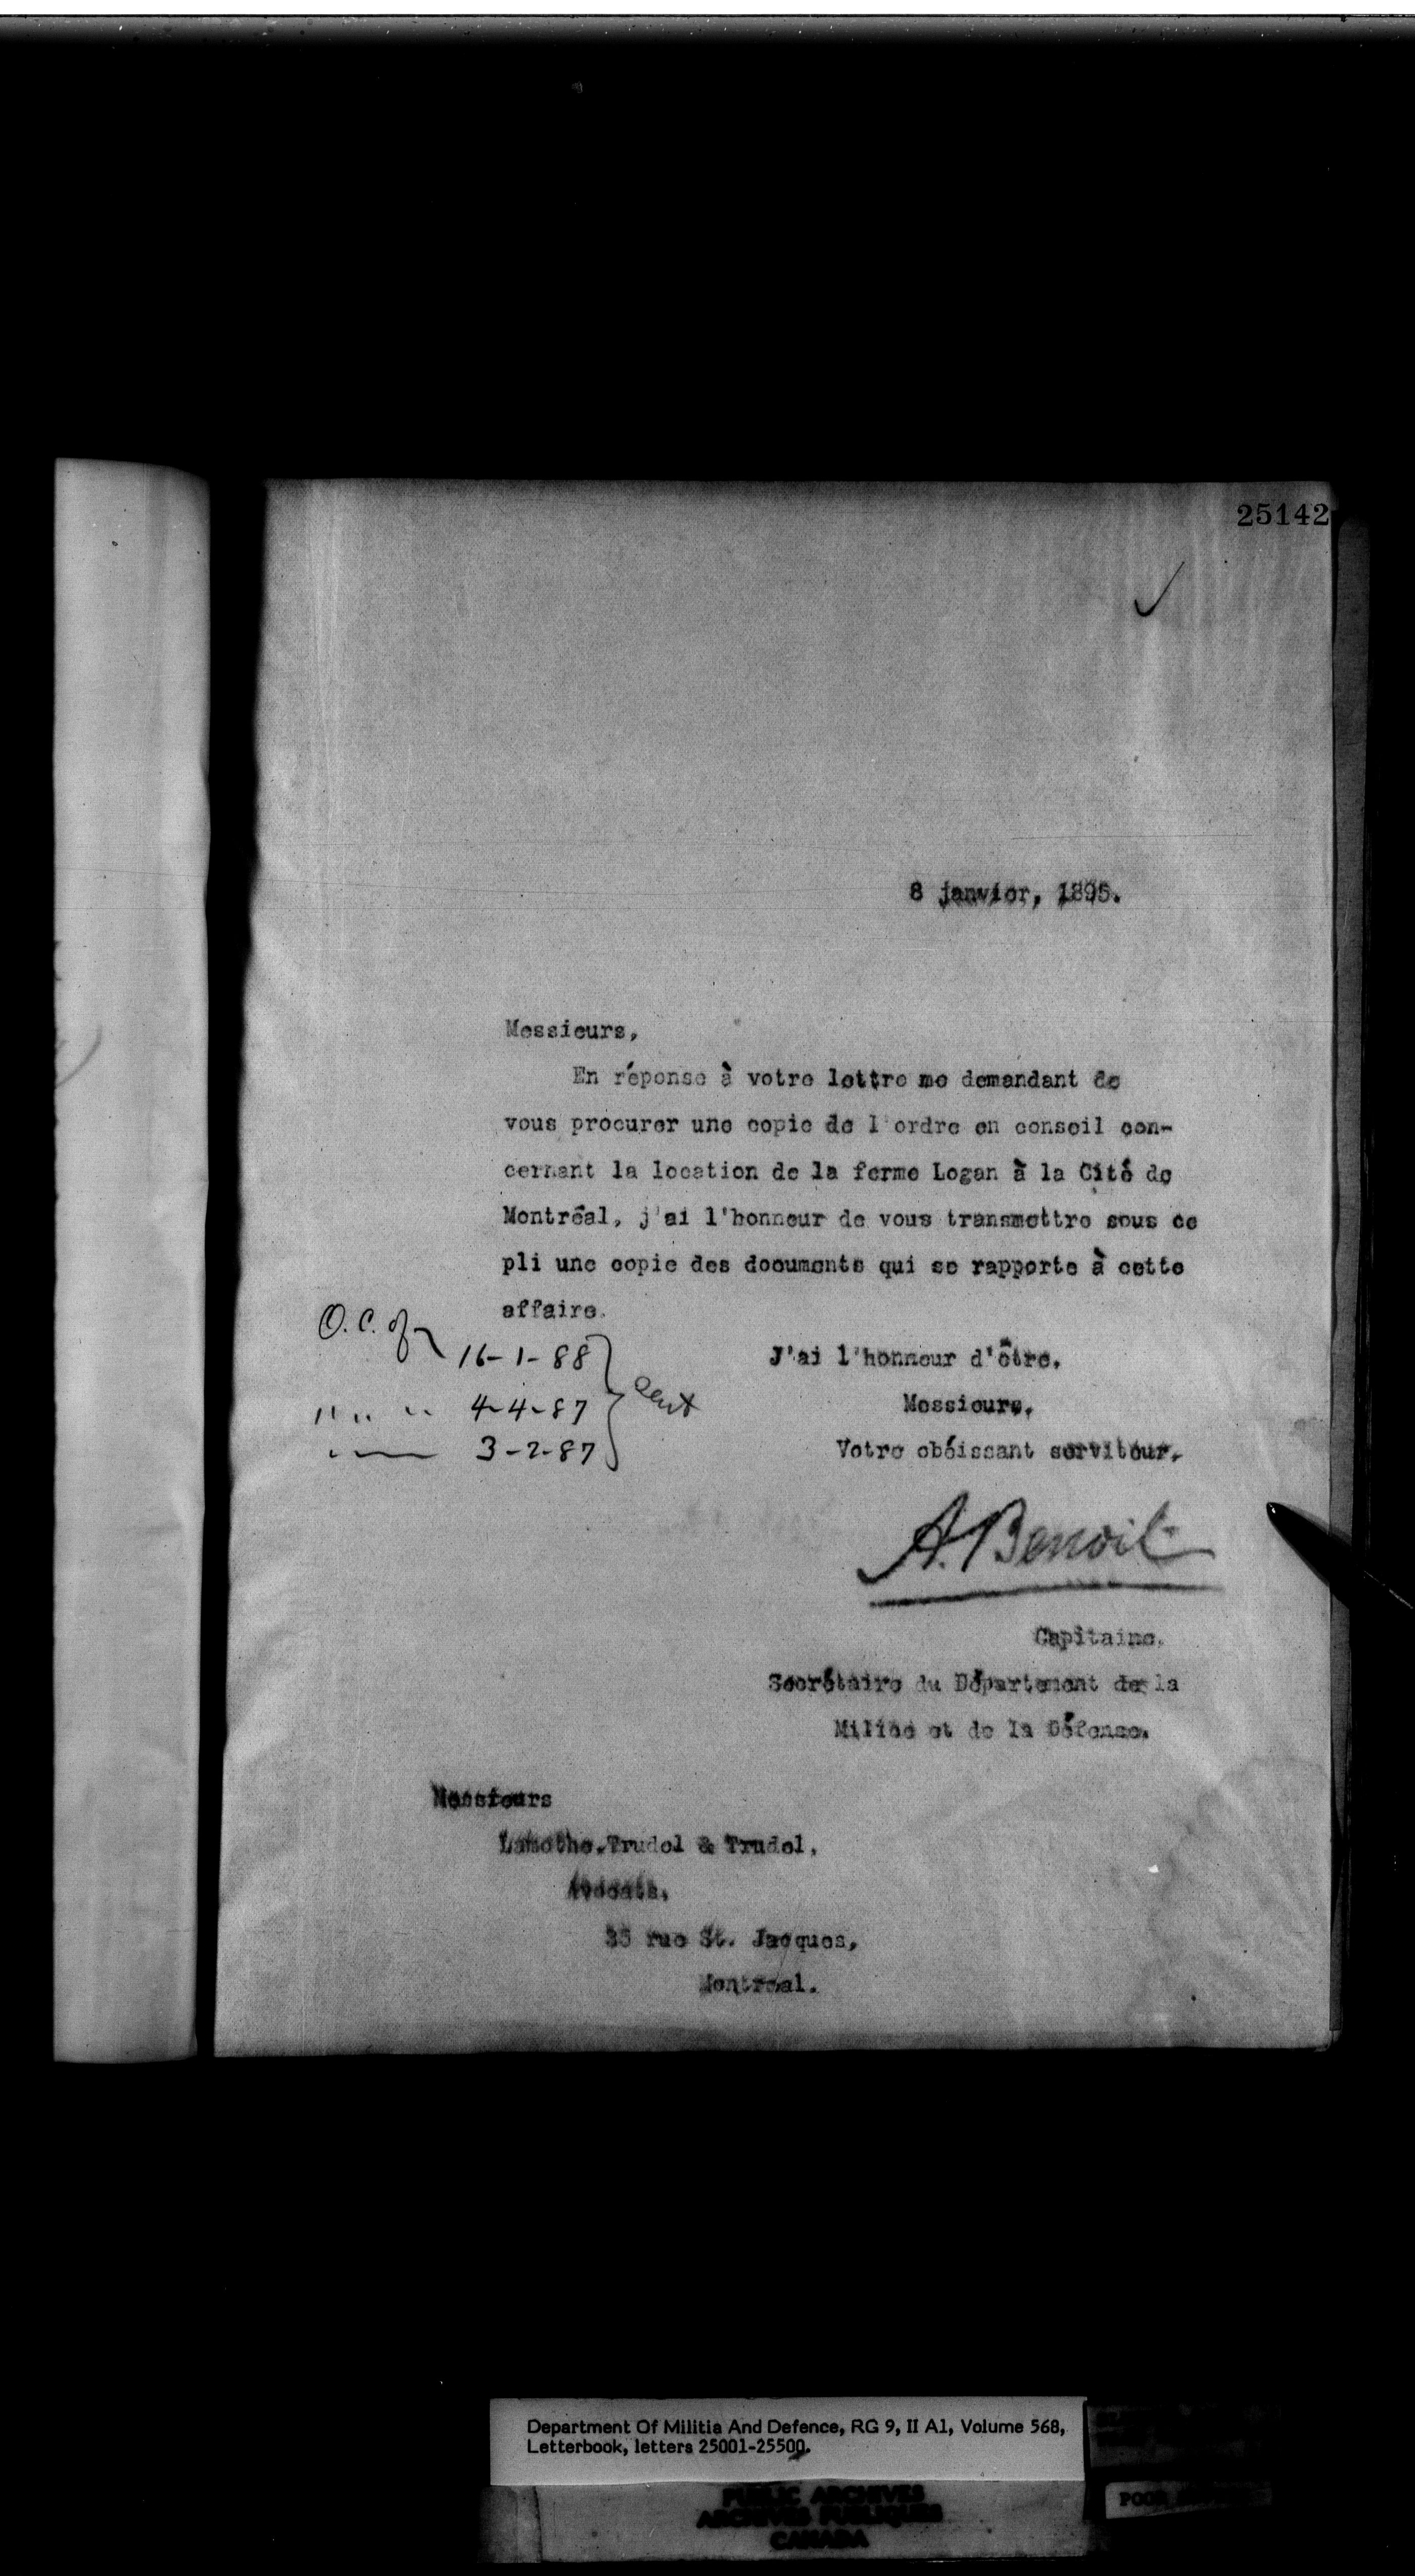 25142
8 janvier, 1895.
Messieurs,
En réponse à votre lettre me demandant de
vous procurer une copie de l'ordre en conseil con-
cernant la location de la ferme Logan à la Cité de
Montréal, j'ai l'honneur de vous transmettre sous ce
pli une copie des documents qui se rapporte à cette
affaire.
O.C. of 16-1-88
" " " 4-4-87
3-2-87
sent
J'ai l'honneur d'être,
Messieurs,
Votre obéissant serviteur,
A. Benoit
Capitaine,
Secrétaire du Département de la
Milice et de la Défense.
Messieurs
Lamothe, Trudel & Trudel,
Avocats,
35 rue St. Jacques,
Montreal.
Department Of Militia And Defence, RG 9, II A1, Volume 568,
Letterbook, letters 25001-25500.
PUBLIC ARCHIVES
ARCHIVES PUBLIQUES
CANADA
POOR